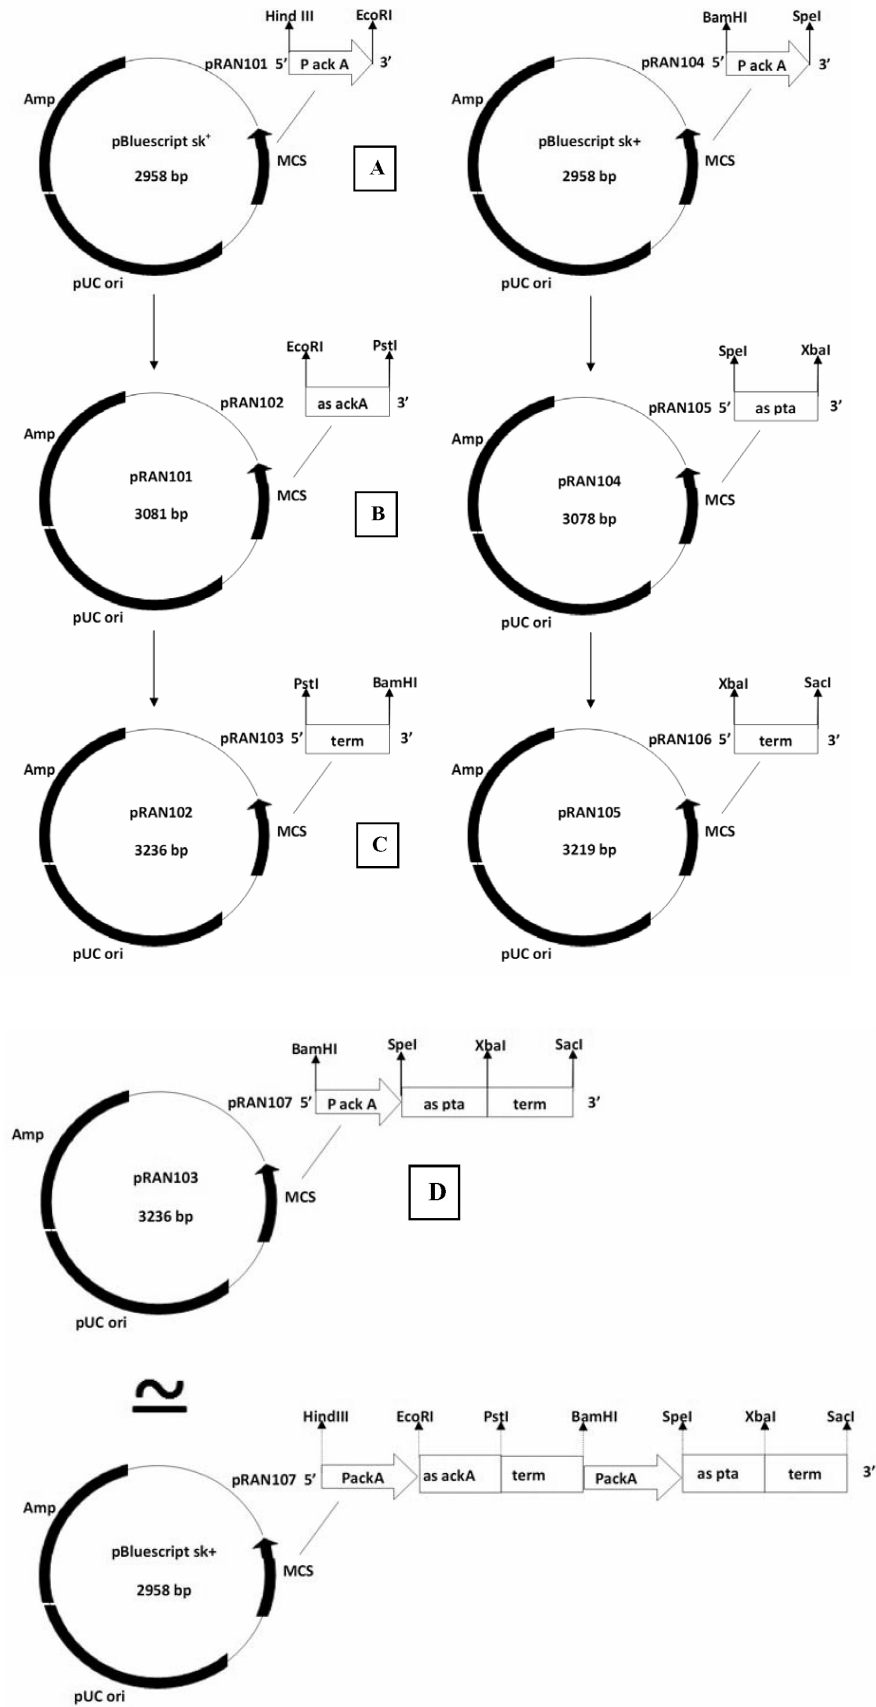 Hind III EcoRI
pRAN101 5’ P ack A 3’
Amp
pBluescript sk+
2958 bp
MCS
pUC ori
A
BamHI SpeI
pRAN104 5’ P ack A 3’
Amp
pBluescript sk+
2958 bp
MCS
pUC ori
EcoRI PstI
pRAN102 as ackA 3’
Amp
pRAN101
3081 bp
MCS
pUC ori
B
SpeI XbaI
pRAN105 5’ as pta 3’
Amp
pRAN104
3078 bp
MCS
pUC ori
PstI BamHI
pRAN103 5’ term 3’
Amp
pRAN102
3236 bp
MCS
pUC ori
C
XbaI SacI
pRAN106 5’ term 3’
Amp
pRAN105
3219 bp
MCS
pUC ori
BamHI SpeI XbaI SacI
pRAN107 5’ P ack A as pta term 3’
Amp
pRAN103
3236 bp
MCS
pUC ori
D
≃
HindIII EcoRI PstI BamHI SpeI XbaI SacI
pRAN107 5’ PackA as ackA term PackA as pta term 3’
Amp
pBluescript sk+
2958 bp
MCS
pUC ori